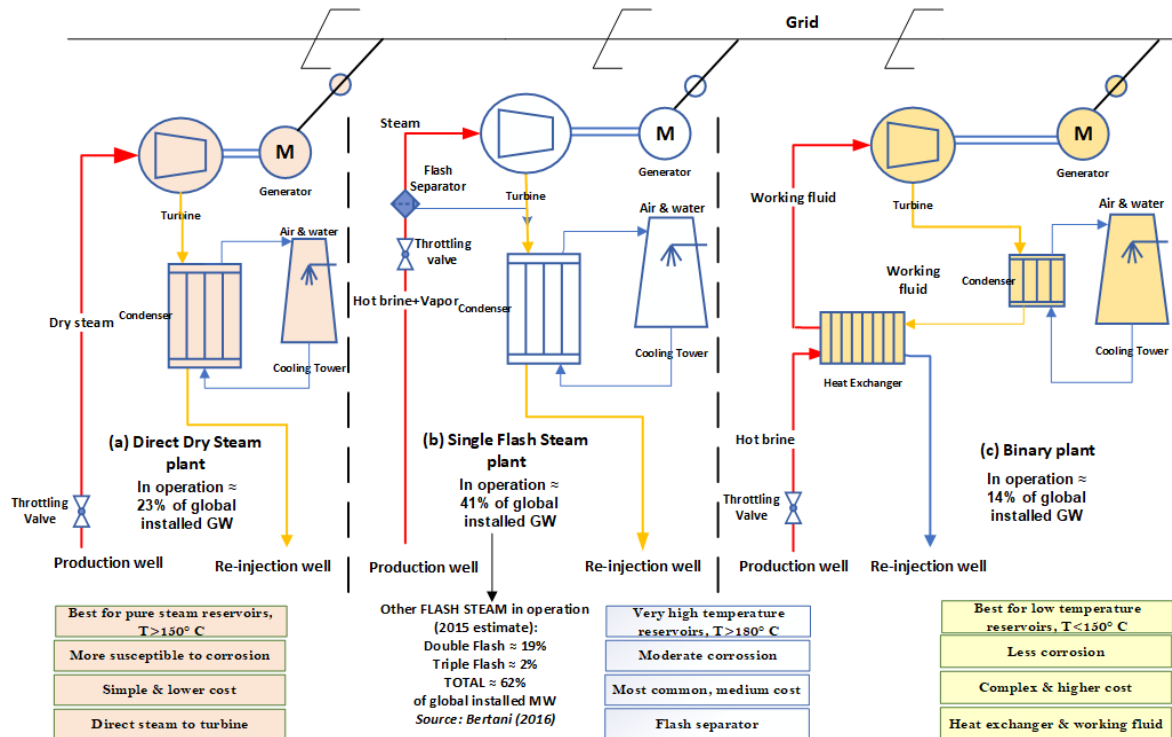 Grid
M
Generator
Turbine
Air & water
Condenser
Dry steam
Cooling Tower
(a) Direct Dry Steam
plant
In operation ≈
23% of global
installed GW
Throttling
Valve
Production well
Re-injection well
Steam
M
Generator
Flash
Separator
Turbine
Air & water
Throttling
valve
Hot brine+Vapor
Condenser
Cooling Tower
(b) Single Flash Steam
plant
In operation ≈
41% of global
installed GW
Production well
Re-injection well
M
Generator
Working fluid
Turbine
Air & water
Working
fluid
Condenser
Cooling Tower
Heat Exchanger
Hot brine
(c) Binary plant
In operation ≈
14% of global
installed GW
Throttling
Valve
Production well
Re-injection well
Best for pure steam reservoirs,
T>150° C
More susceptible to corrosion
Simple & lower cost
Direct steam to turbine
Other FLASH STEAM in operation
(2015 estimate):
Double Flash ≈ 19%
Triple Flash ≈ 2%
TOTAL ≈ 62%
of global installed MW
Source: Bertani (2016)
Very high temperature
reservoirs, T>180° C
Moderate corrossion
Most common, medium cost
Flash separator
Best for low temperature
reservoirs, T<150° C
Less corrosion
Complex & higher cost
Heat exchanger & working fluid